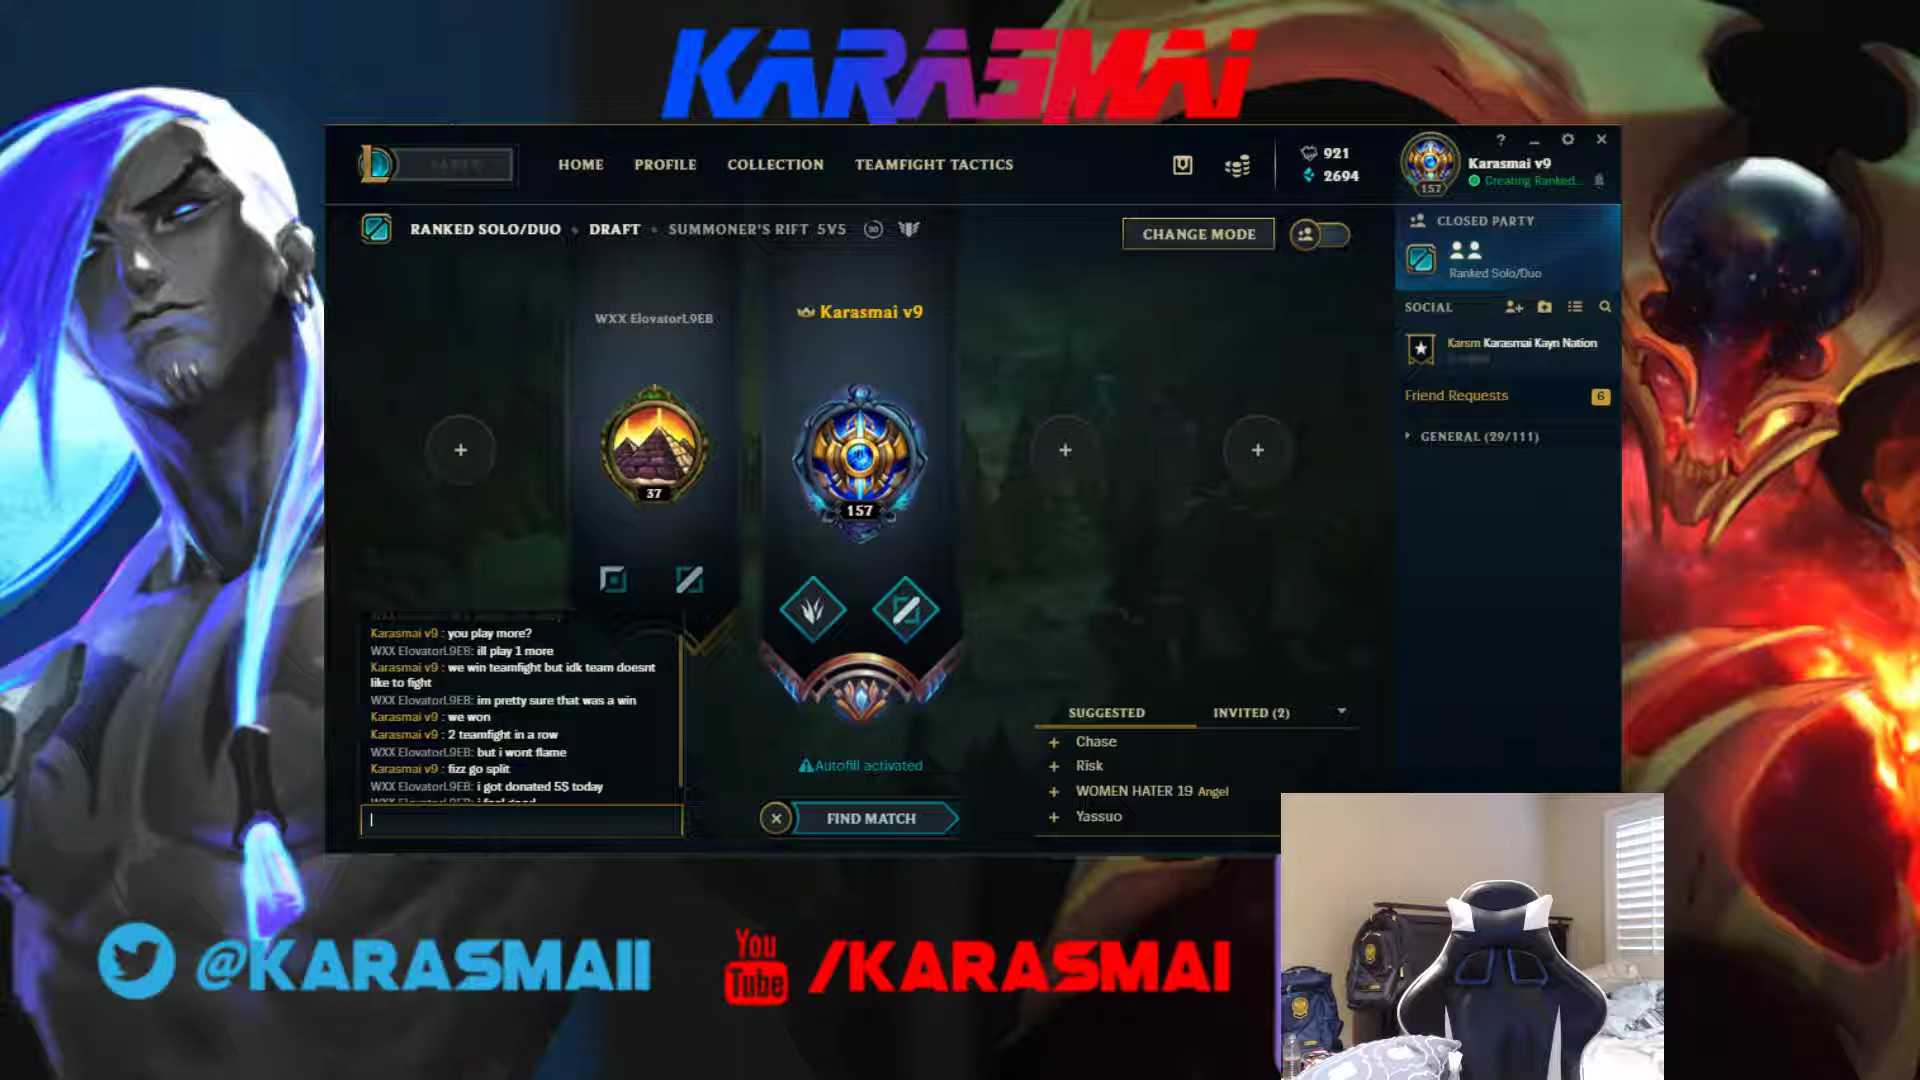 KARASMAI
HOME
PROFILE
COLLECTION
TEAMFIGHT TACTICS
921
2694
157
Karasmai v9
Creating Ranked...
RANKED SOLO/DUO • DRAFT • SUMMONER'S RIFT 5V5 30
CHANGE MODE
CLOSED PARTY
Ranked Solo/Duo
SOCIAL
Karsm Karasmai Kayn Nation
Friend Requests
6
GENERAL (29/111)
WXX ElovatorL9EB
37
Karasmai v9
157
Karasmai v9 : you play more?
WXX ElovatorL9EB: ill play 1 more
Karasmai v9 : we win teamfight but idk team doesnt
like to fight
WXX ElovatorL9EB: im pretty sure that was a win
Karasmai v9 : we won
Karasmai v9 : 2 teamfight in a row
WXX ElovatorL9EB: but i wont flame
Karasmai v9 : fizz go split
WXX ElovatorL9EB: i got donated 5$ today
WXX ElovatorL9EB: i feel good
Autofill activated
FIND MATCH
SUGGESTED
INVITED (2)
Chase
Risk
WOMEN HATER 19 Angel
Yassuo
@KARASMAII
You
Tube
/KARASMAI